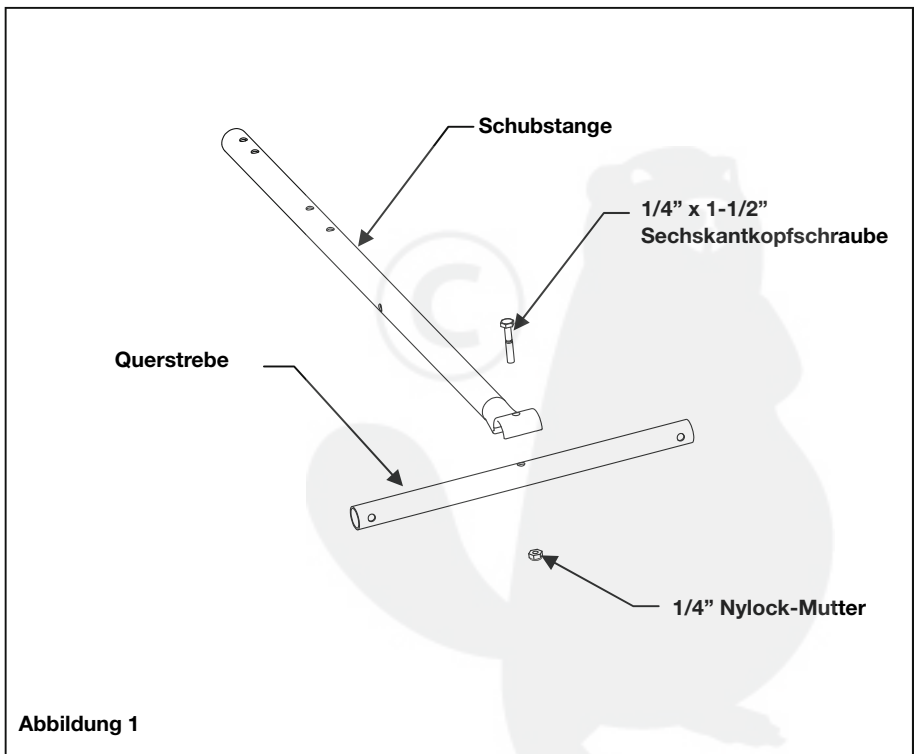 Schubstange
1/4” x 1-1/2”
Sechskantkopfschraube
Querstrebe
1/4” Nylock-Mutter
Abbildung 1
©